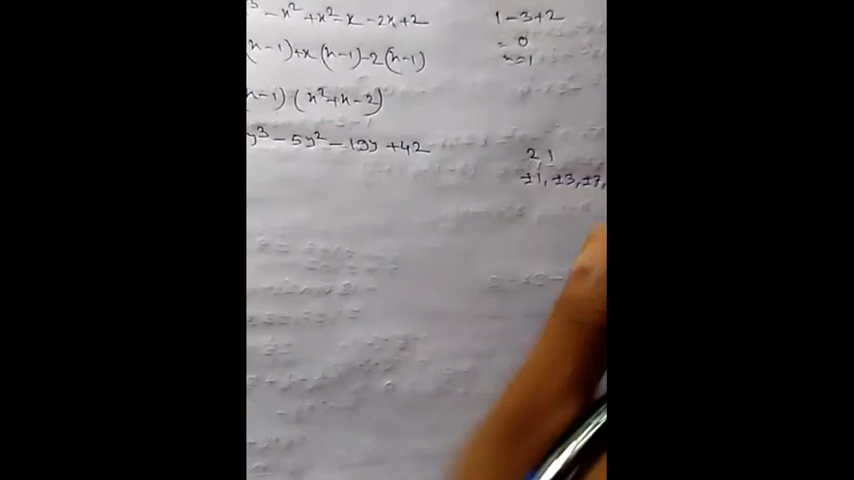 3 - x² + x² - x - 2x + 2
(x-1) + x (x-1) - 2 (x-1)
x-1) (x² + x - 2)
y³ - 5y² - 19y + 42
1 - 3 + 2
= 0
x = 1
2 1
±1, ±3, ±7,